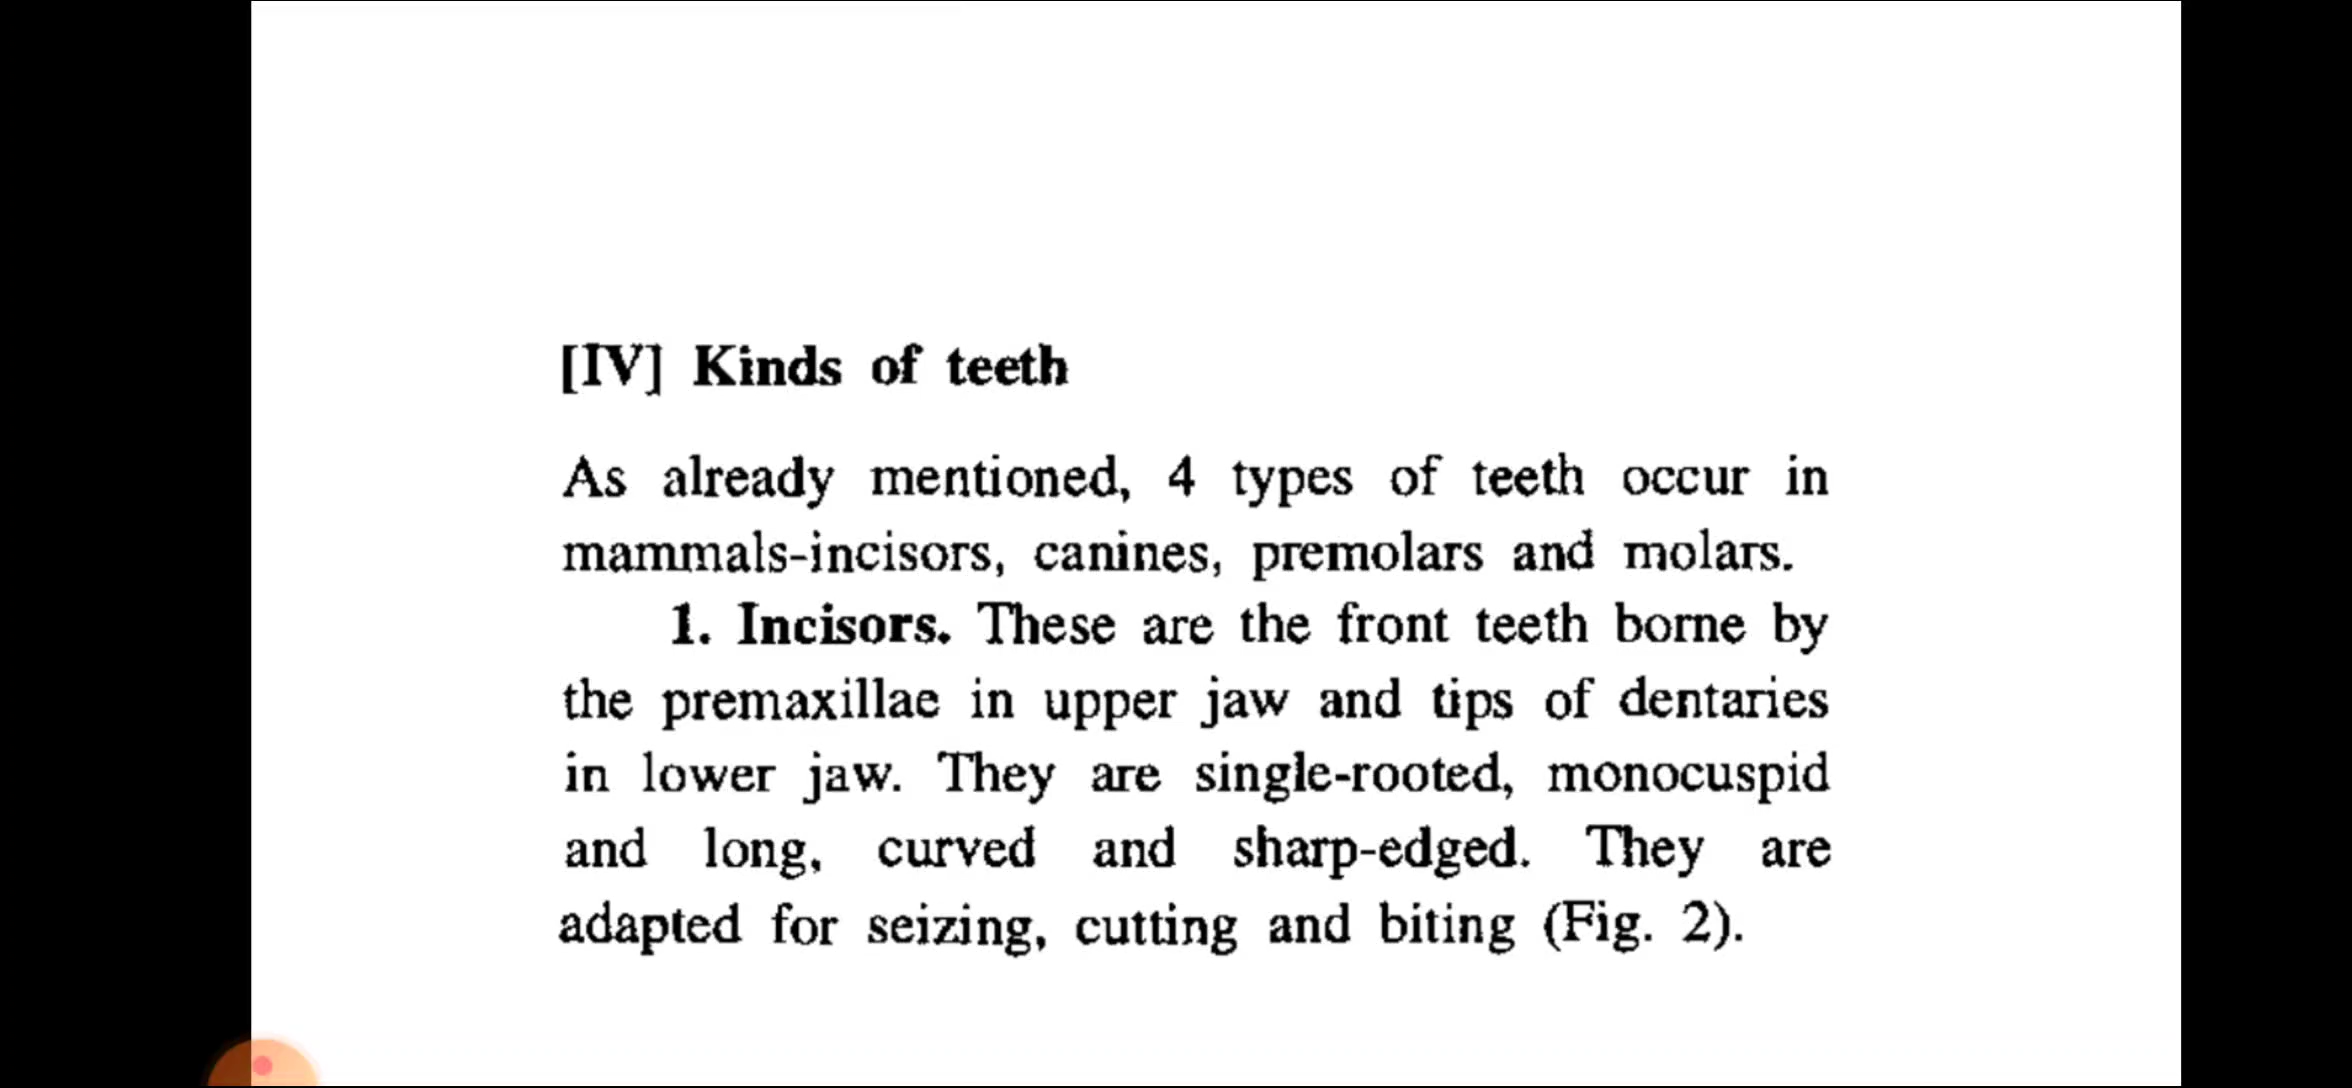 [IV] Kinds of teeth
As already mentioned, 4 types of teeth occur in
mammals-incisors, canines, premolars and molars.
1. Incisors. These are the front teeth borne by
the premaxillae in upper jaw and tips of dentaries
in lower jaw. They are single-rooted, monocuspid
and long, curved and sharp-edged. They are
adapted for seizing, cutting and biting (Fig. 2).